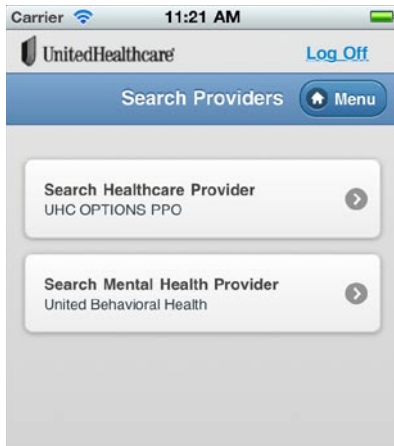 Carrier 11:21 AM
UnitedHealthcare® Log Off
Search Providers Menu
Search Healthcare Provider
UHC OPTIONS PPO
Search Mental Health Provider
United Behavioral Health